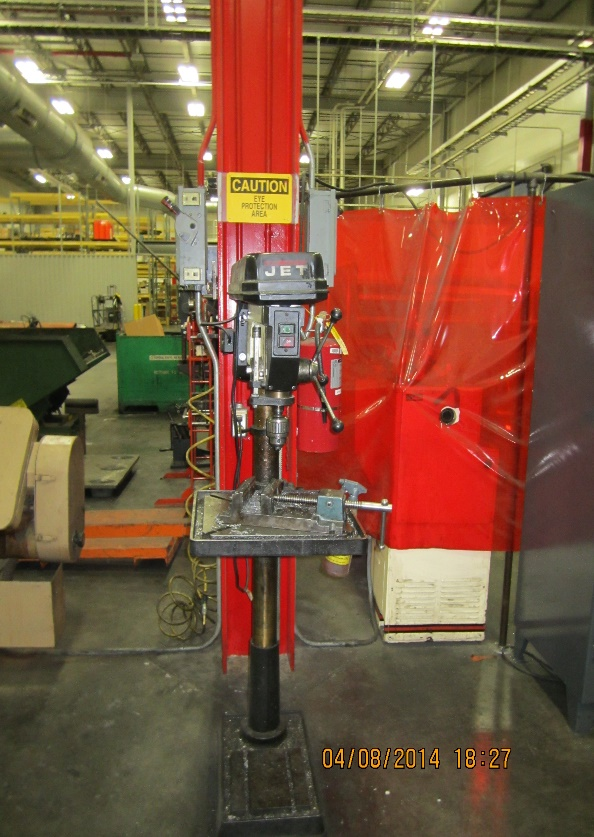 CAUTION
EYE
PROTECTION
AREA
JET
04/08/2014 18:27